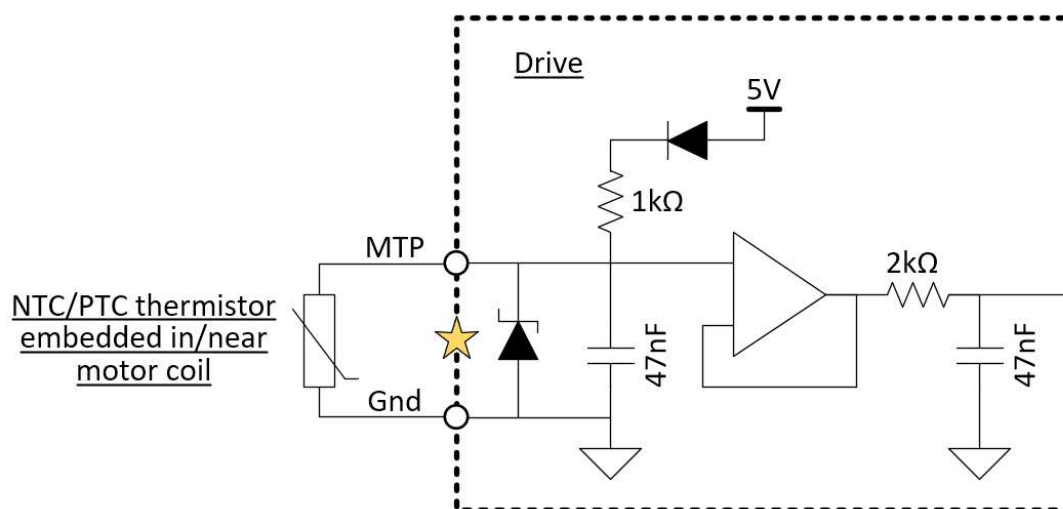 Drive
5V
1kΩ
MTP
2kΩ
NTC/PTC thermistor
embedded in/near
motor coil
47nF
47nF
Gnd